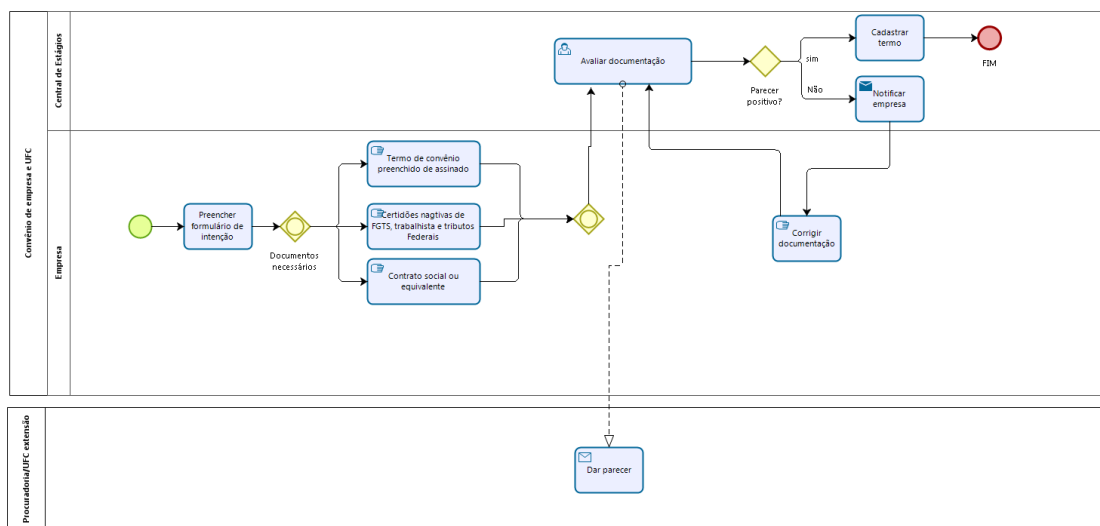 Convênio de empresa e UFC
Central de Estágios
Avaliar documentação
Parecer
positivo?
sim
Não
Cadastrar
termo
FIM
Notificar
empresa
Empresa
Preencher
formulário de
intenção
Documentos
necessários
Termo de convênio
preenchido de assinado
Certidões nagtivas de
FGTS, trabalhista e tributos
Federais
Contrato social ou
equivalente
Corrigir
documentação
Procuradoria/UFC extensão
Dar parecer